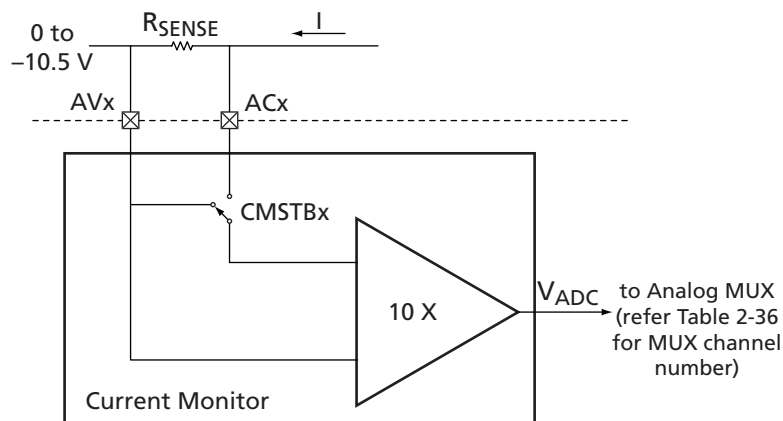 0 to
–10.5 V
RSENSE
I
AVx
ACx
CMSTBx
10 X
VADC
to Analog MUX
(refer Table 2-36
for MUX channel
number)
Current Monitor